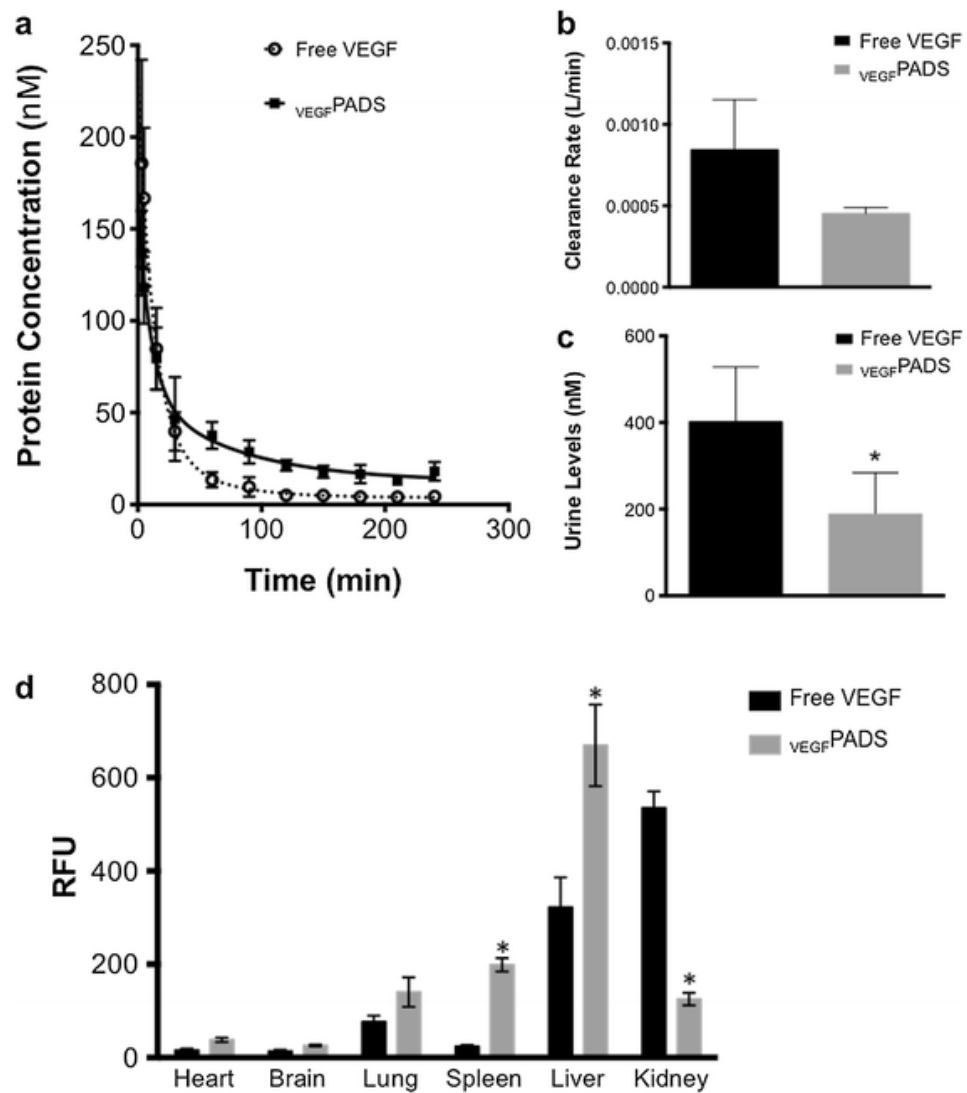 a
Free VEGF
VEGFPADS
250
200
150
100
50
0
0 100 200 300
Protein Concentration (nM)
Time (min)
b
Free VEGF
VEGFPADS
0.0015
0.0010
0.0005
0.0000
Clearance Rate (L/min)
c
Free VEGF
VEGFPADS
600
400
200
0
Urine Levels (nM)
*
d
Free VEGF
VEGFPADS
800
600
400
200
0
RFU
* * *
Heart Brain Lung Spleen Liver Kidney